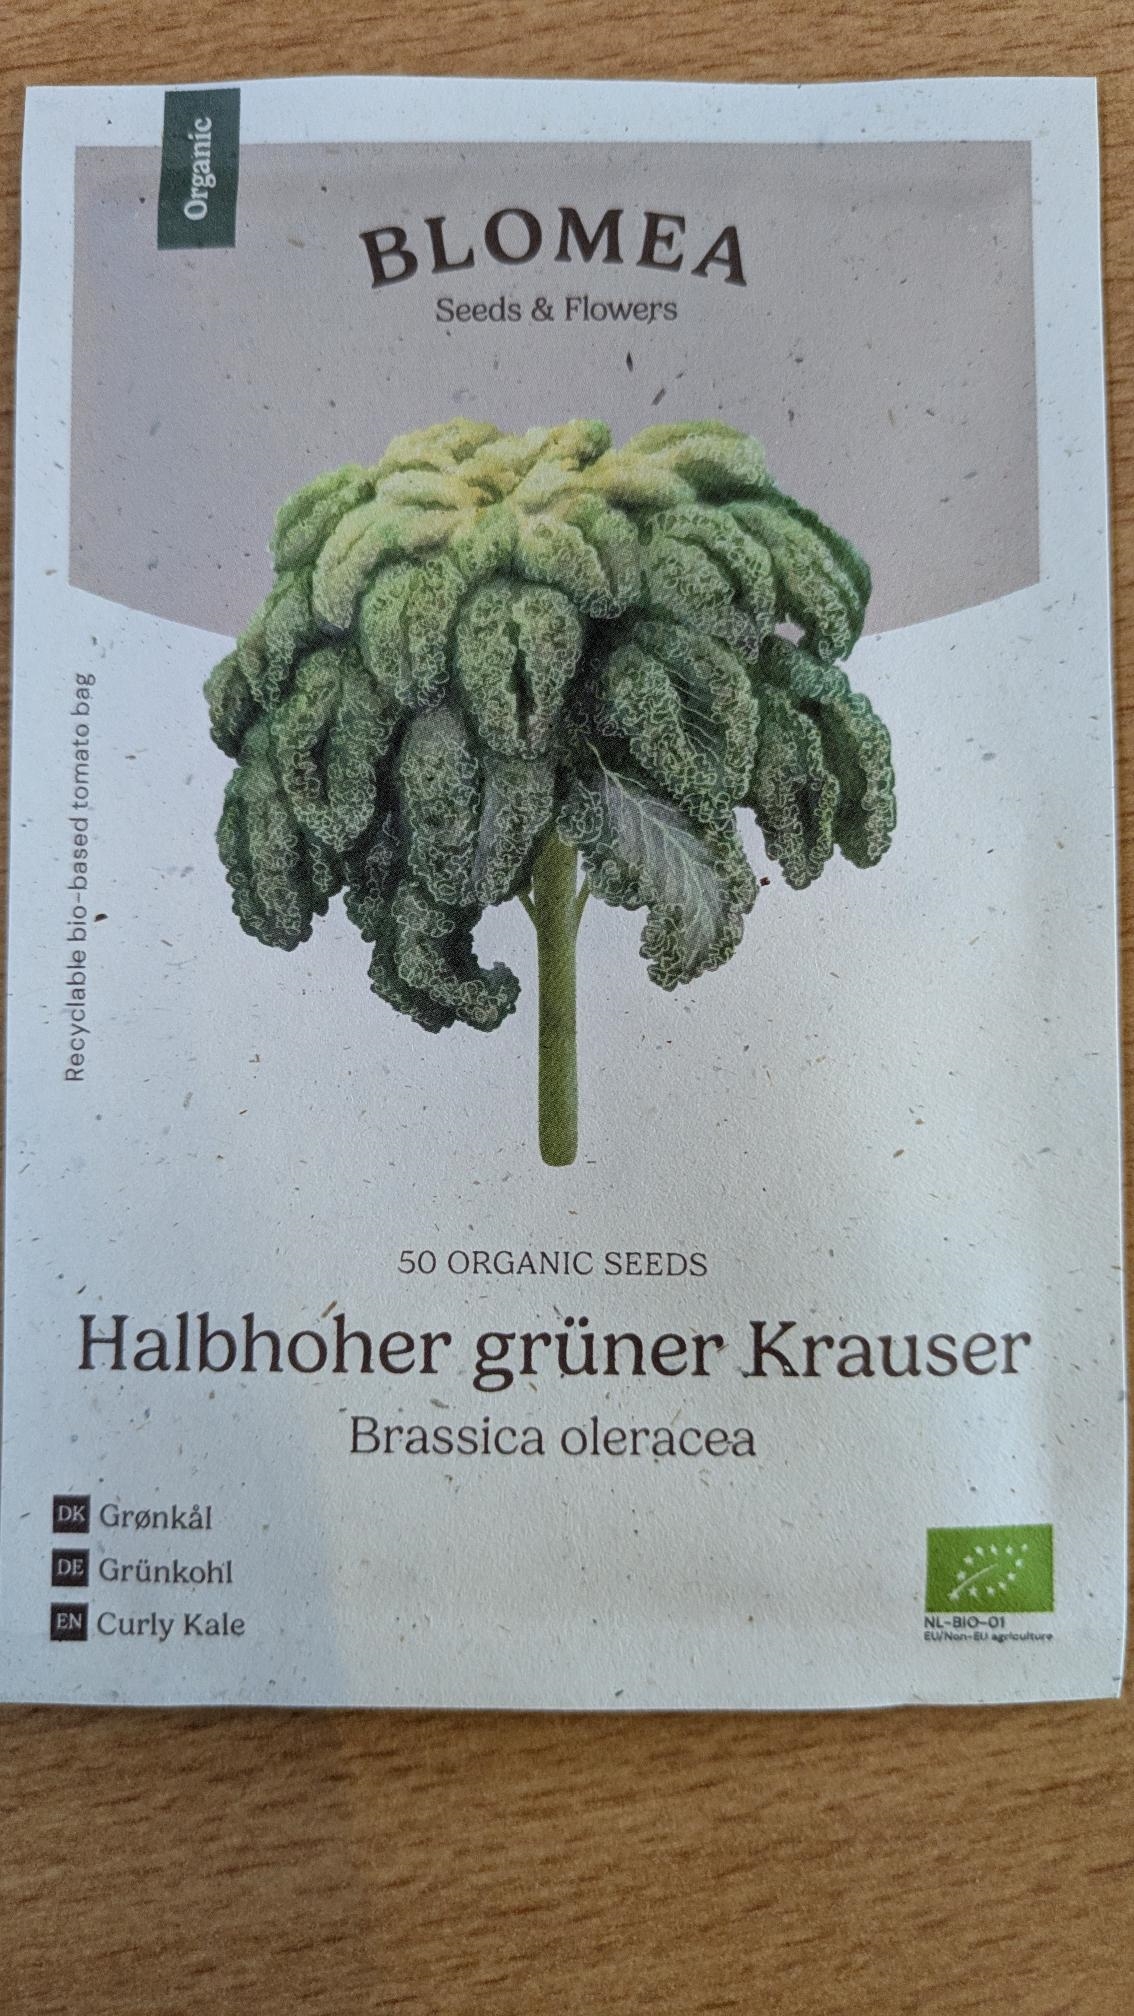 Organic
BLOMEA
Seeds & Flowers
Recyclable bio-based tomato bag
50 ORGANIC SEEDS
Halbhoher grüner Krauser
Brassica oleracea
DK Grønkål
DE Grünkohl
EN Curly Kale
NL-BIO-01
EU/Non-EU agriculture